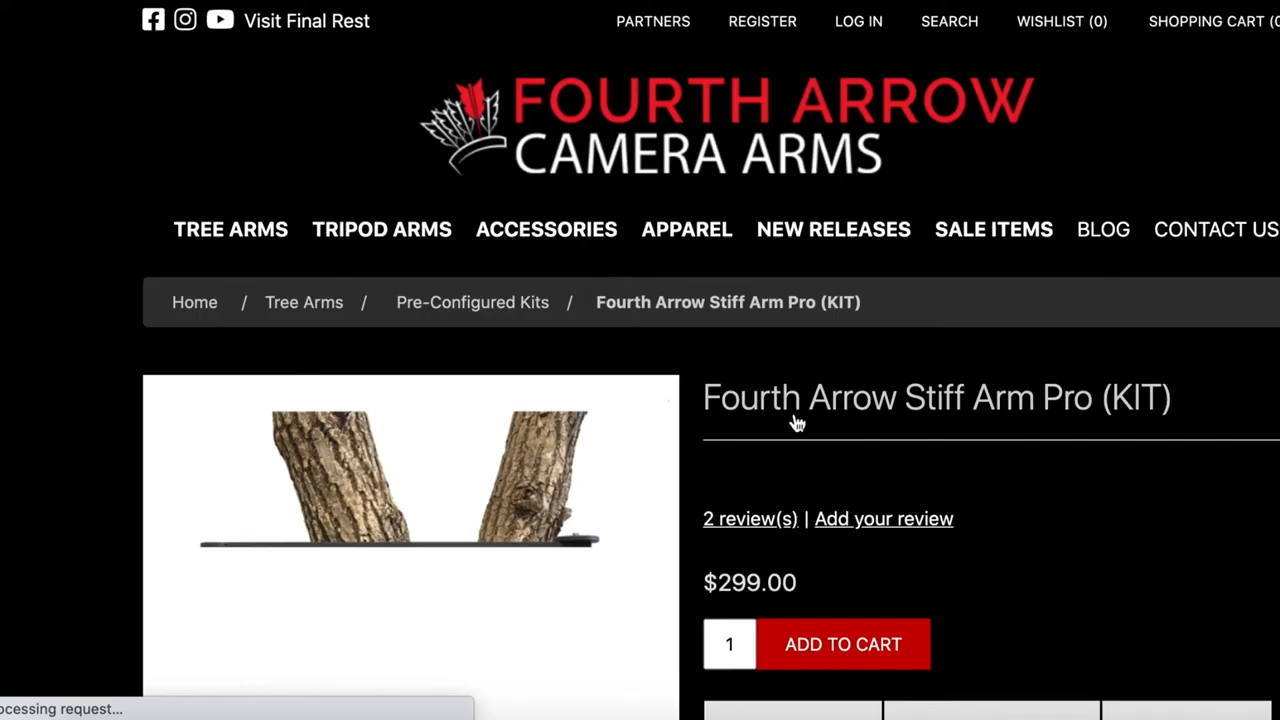 Visit Final Rest PARTNERS REGISTER LOG IN SEARCH WISHLIST (0) SHOPPING CART (0
FOURTH ARROW
CAMERA ARMS
TREE ARMS TRIPOD ARMS ACCESSORIES APPAREL NEW RELEASES SALE ITEMS BLOG CONTACT US
Home / Tree Arms / Pre-Configured Kits / Fourth Arrow Stiff Arm Pro (KIT)
Fourth Arrow Stiff Arm Pro (KIT)
2 review(s) | Add your review
$299.00
1 ADD TO CART
ocessing request...